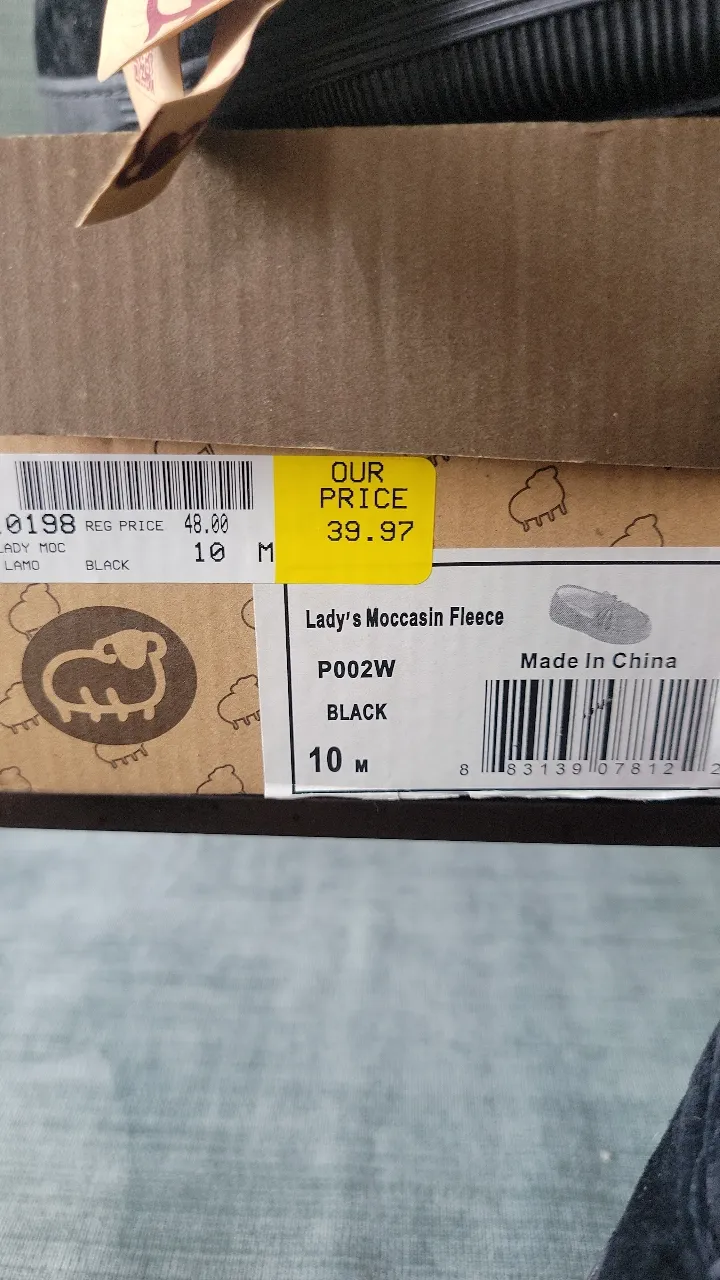 0198 REG PRICE 48.00
LADY MOC 10 M
LAMO BLACK
OUR
PRICE
39.97
Lady's Moccasin Fleece
P002W
BLACK
10 M
Made In China
8 83139 07812 2